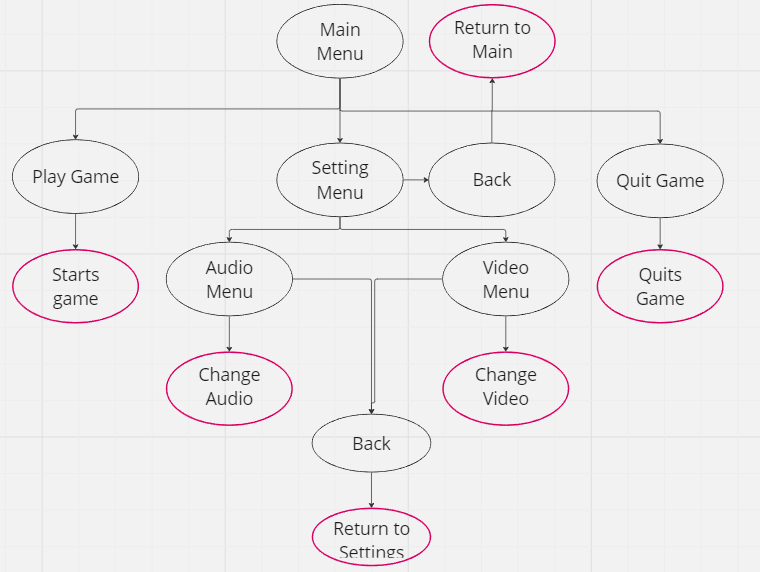 Main
Menu
Return to
Main
Play Game
Setting
Menu
Back
Quit Game
Starts
game
Audio
Menu
Video
Menu
Quits
Game
Change
Audio
Change
Video
Back
Return to
Settings